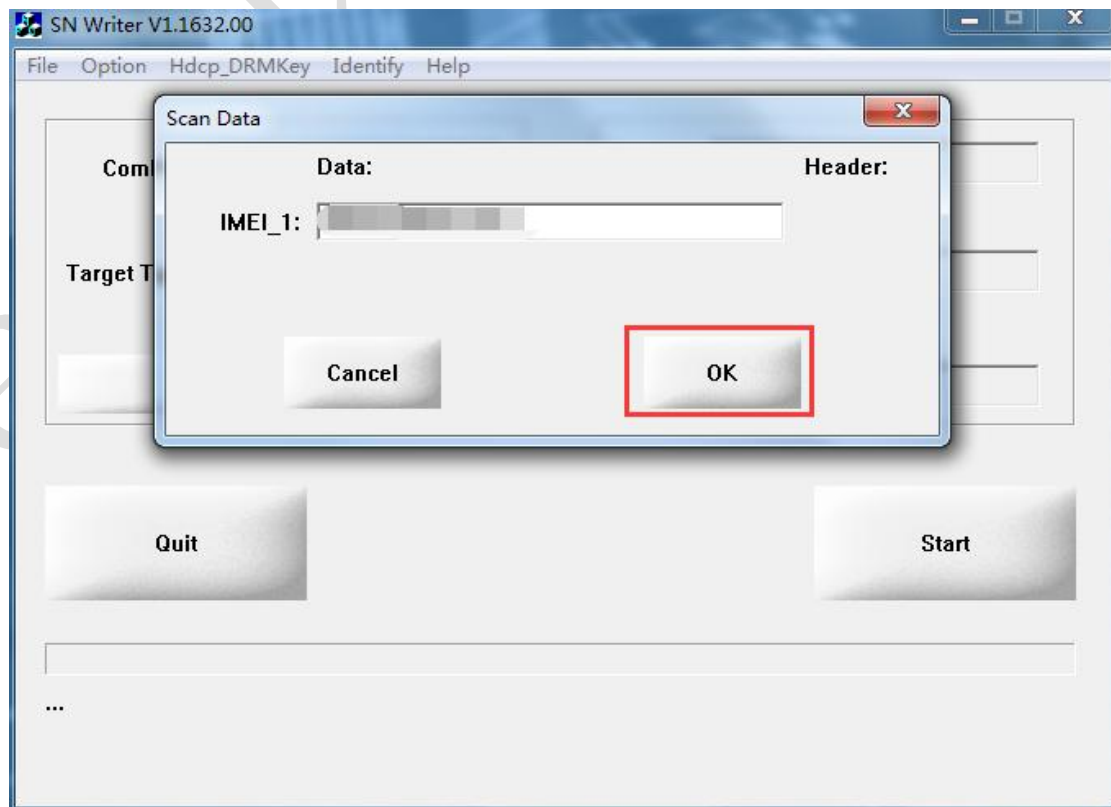 SN Writer V1.1632.00
File Option Hdcp_DRMKey Identify Help
Scan Data
Data: Header:
IMEI_1:
Target
Cancel OK
Quit Start
...